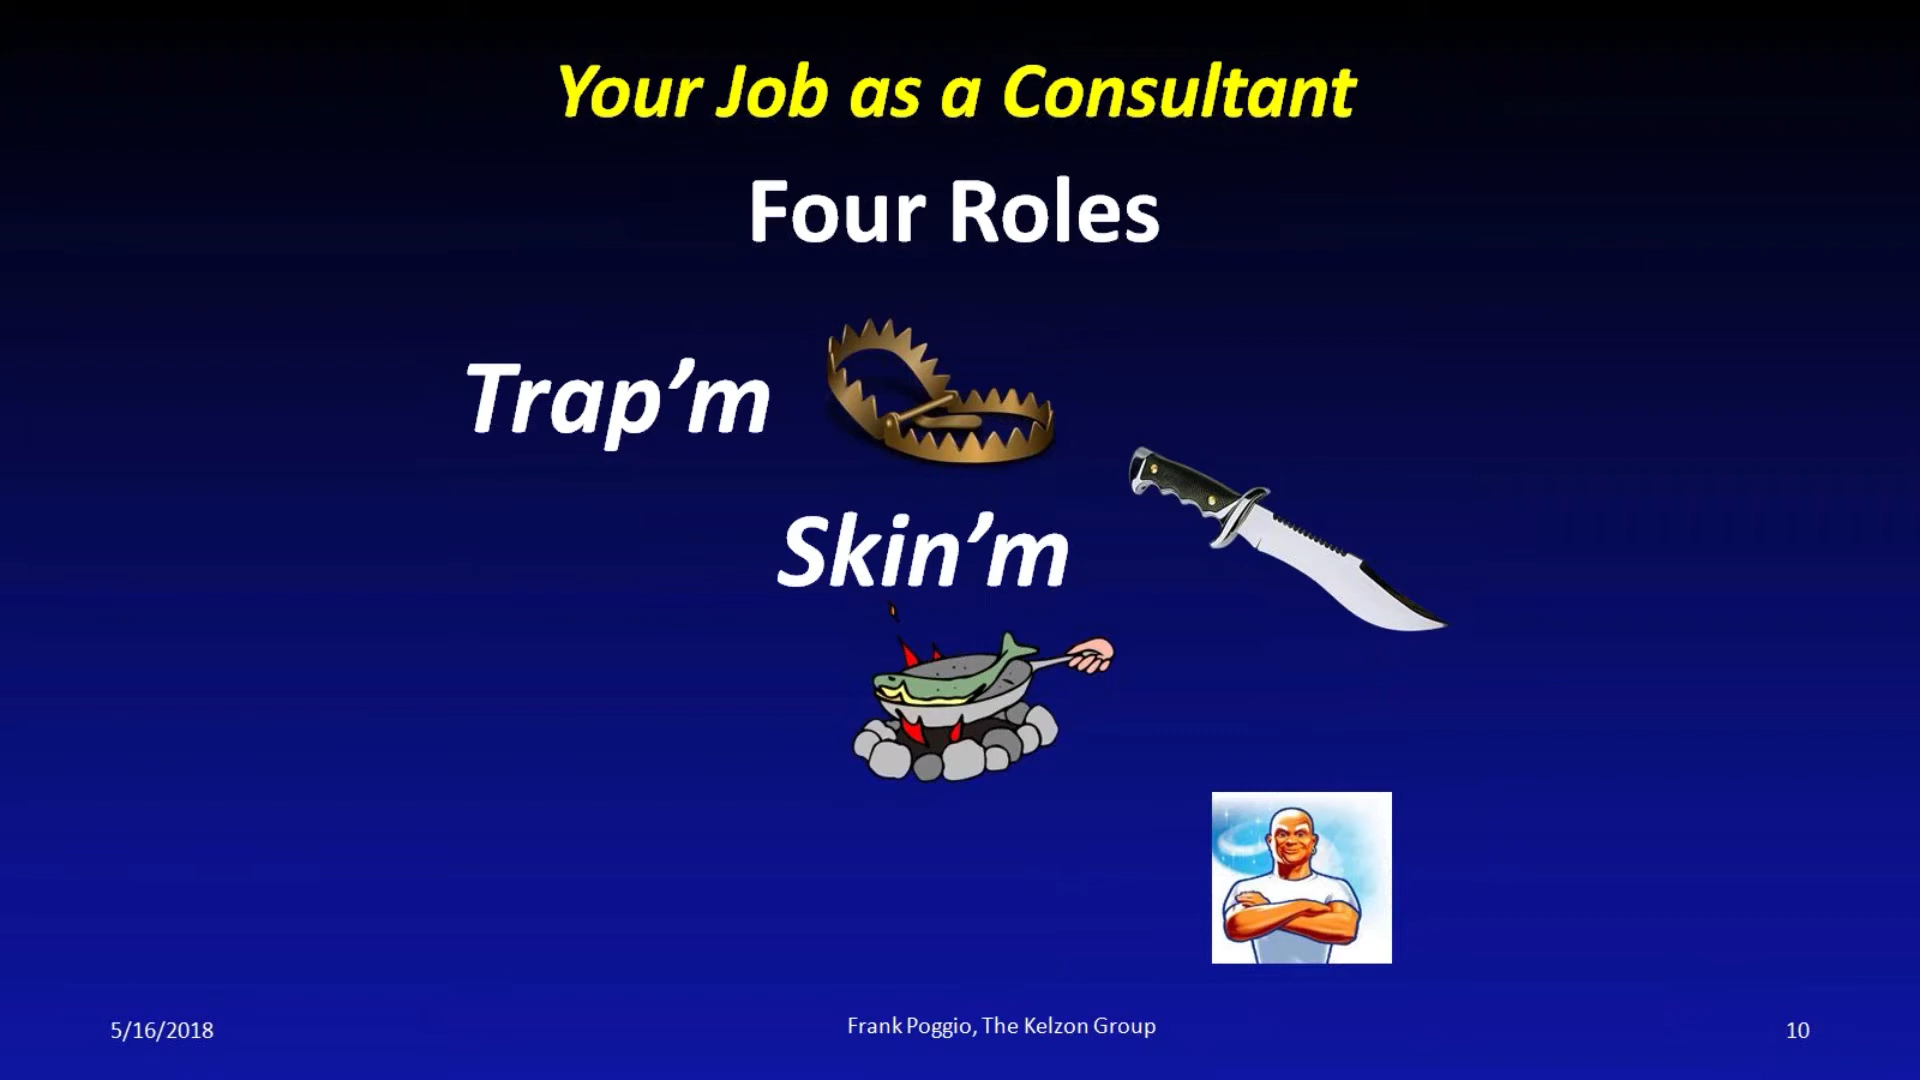 Your Job as a Consultant
Four Roles
Trap’m
Skin’m
5/16/2018
Frank Poggio, The Kelzon Group
10